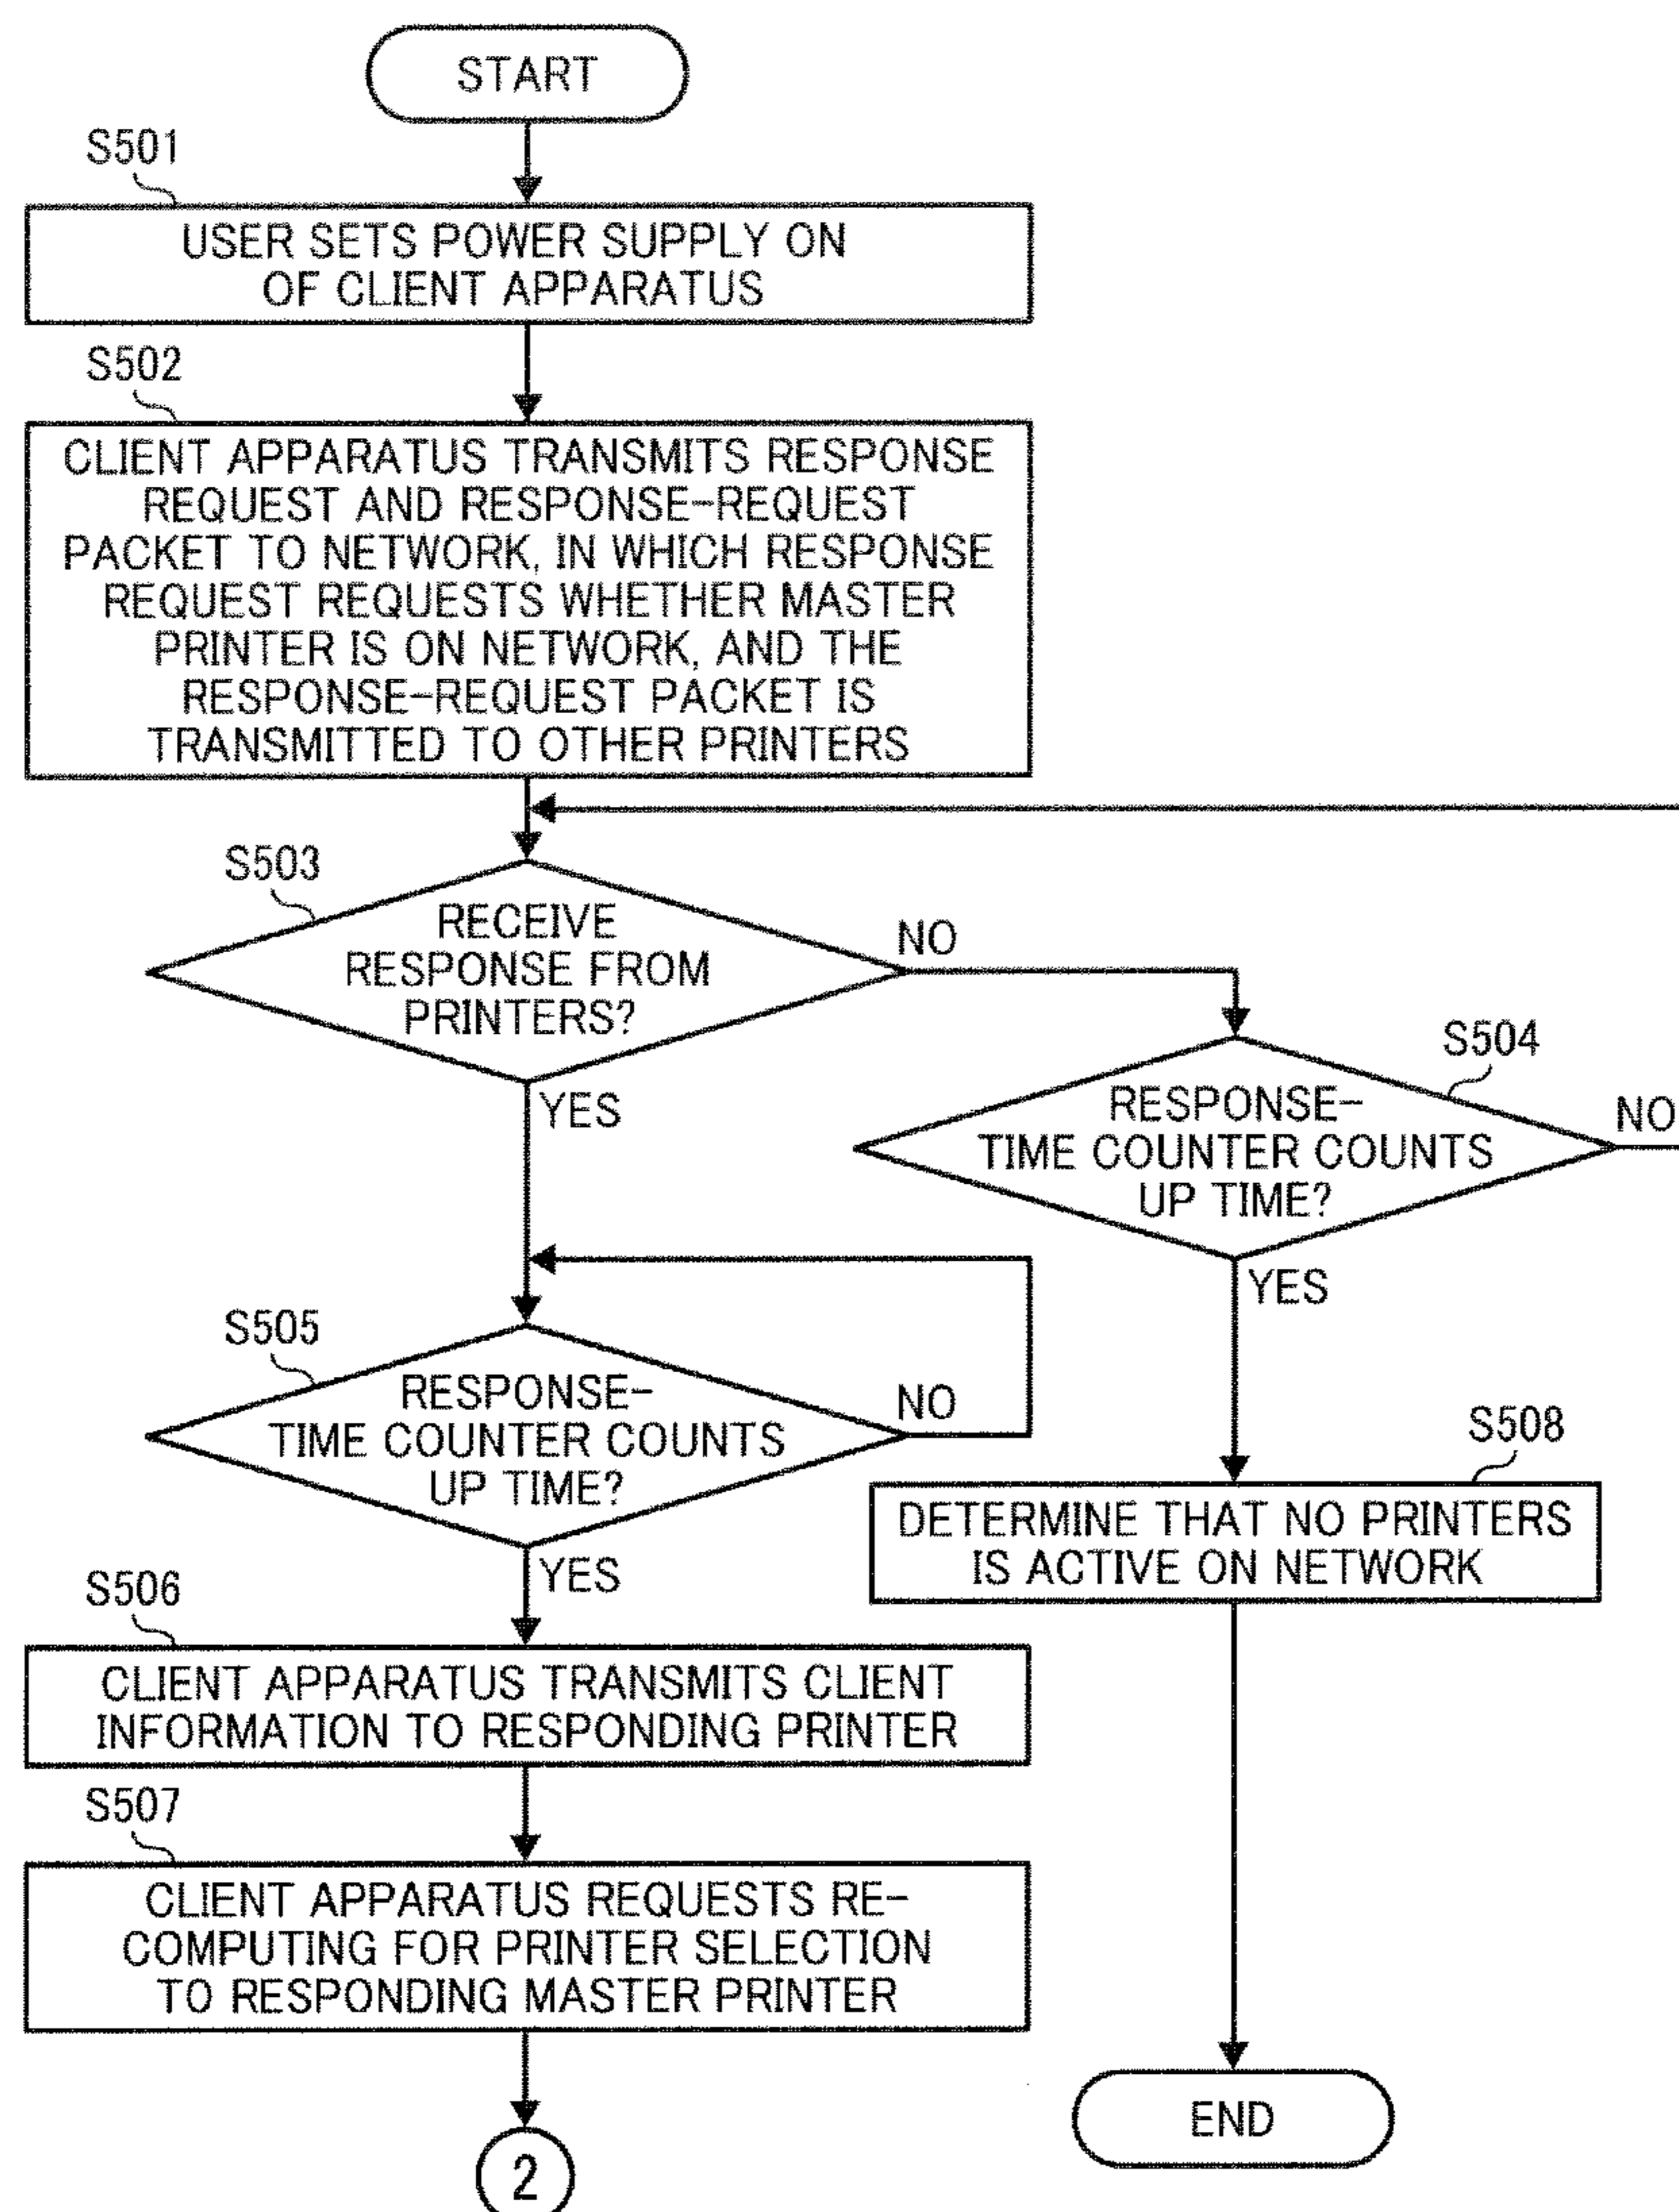 START
S501
USER SETS POWER SUPPLY ON
OF CLIENT APPARATUS
S502
CLIENT APPARATUS TRANSMITS RESPONSE
REQUEST AND RESPONSE-REQUEST
PACKET TO NETWORK, IN WHICH RESPONSE
REQUEST REQUESTS WHETHER MASTER
PRINTER IS ON NETWORK, AND THE
RESPONSE-REQUEST PACKET IS
TRANSMITTED TO OTHER PRINTERS
S503
RECEIVE
RESPONSE FROM
PRINTERS?
NO
YES
S504
RESPONSE-
TIME COUNTER COUNTS
UP TIME?
NO
YES
S505
RESPONSE-
TIME COUNTER COUNTS
UP TIME?
NO
YES
S508
DETERMINE THAT NO PRINTERS
IS ACTIVE ON NETWORK
S506
CLIENT APPARATUS TRANSMITS CLIENT
INFORMATION TO RESPONDING PRINTER
S507
CLIENT APPARATUS REQUESTS RE-
COMPUTING FOR PRINTER SELECTION
TO RESPONDING MASTER PRINTER
END
2